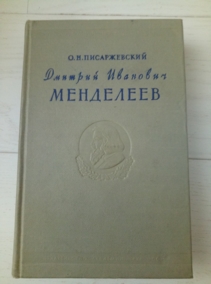 О.Н.ПИСАРЖЕВСКИЙ
Дмитрий Иванович
МЕНДЕЛЕЕВ